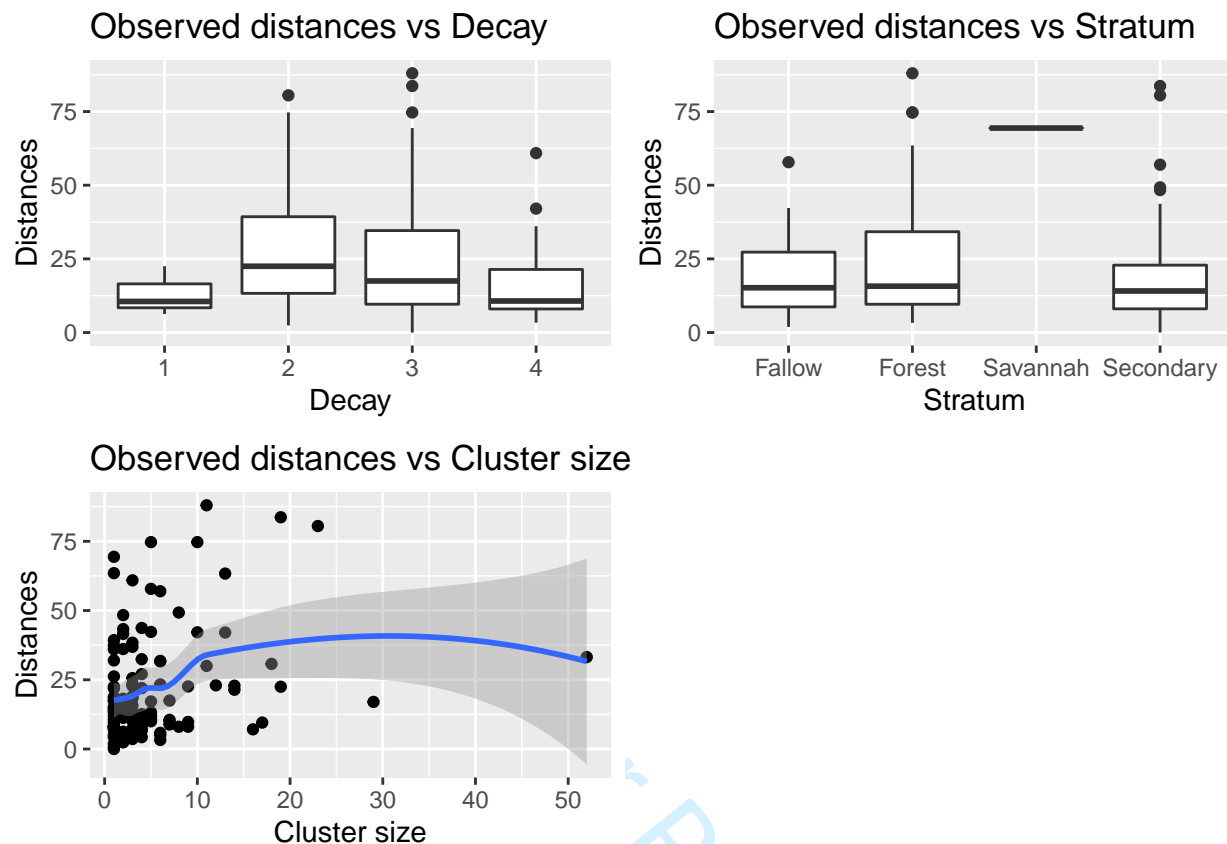 Observed distances vs Decay
Distances
75
50
25
0
1 2 3 4
Decay
Observed distances vs Stratum
Distances
75
50
25
0
Fallow Forest Savannah Secondary
Stratum
Observed distances vs Cluster size
Distances
75
50
25
0
0 10 20 30 40 50
Cluster size